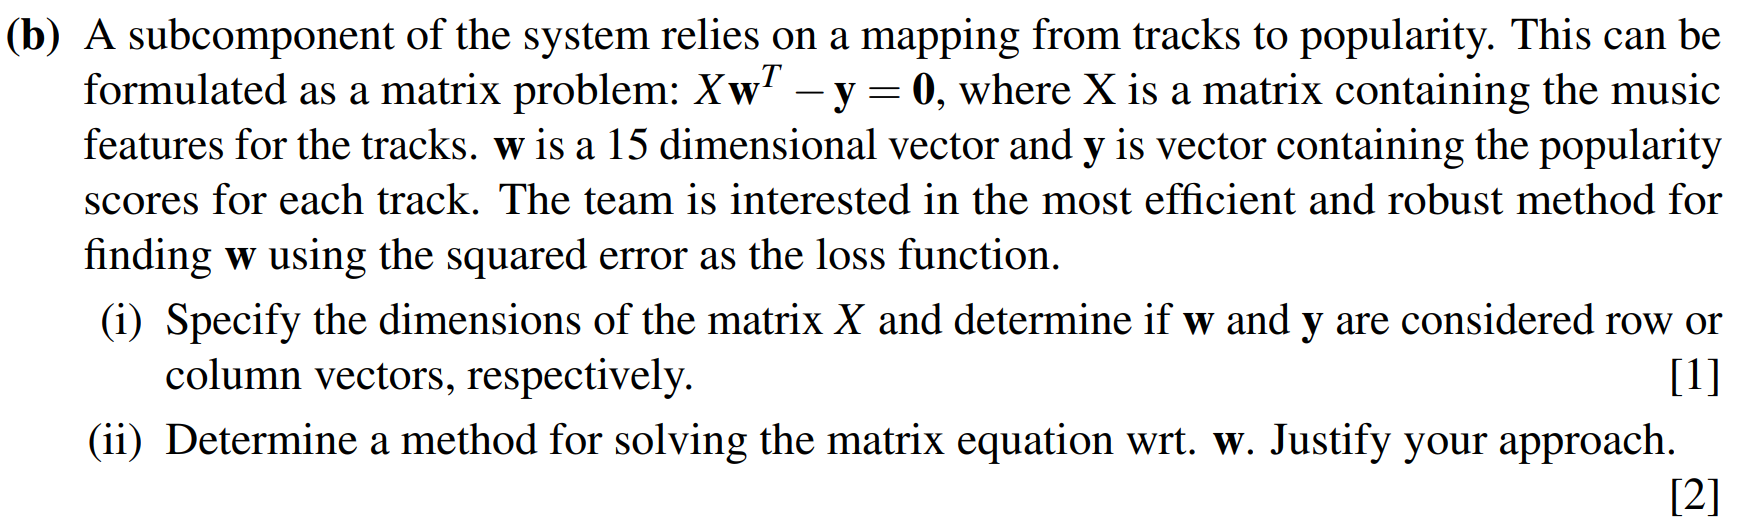 (b) A subcomponent of the system relies on a mapping from tracks to popularity. This can be
formulated as a matrix problem: Xw^T − y = 0, where X is a matrix containing the music
features for the tracks. w is a 15 dimensional vector and y is vector containing the popularity
scores for each track. The team is interested in the most efficient and robust method for
finding w using the squared error as the loss function.
(i) Specify the dimensions of the matrix X and determine if w and y are considered row or
column vectors, respectively. [1]
(ii) Determine a method for solving the matrix equation wrt. w. Justify your approach.
[2]